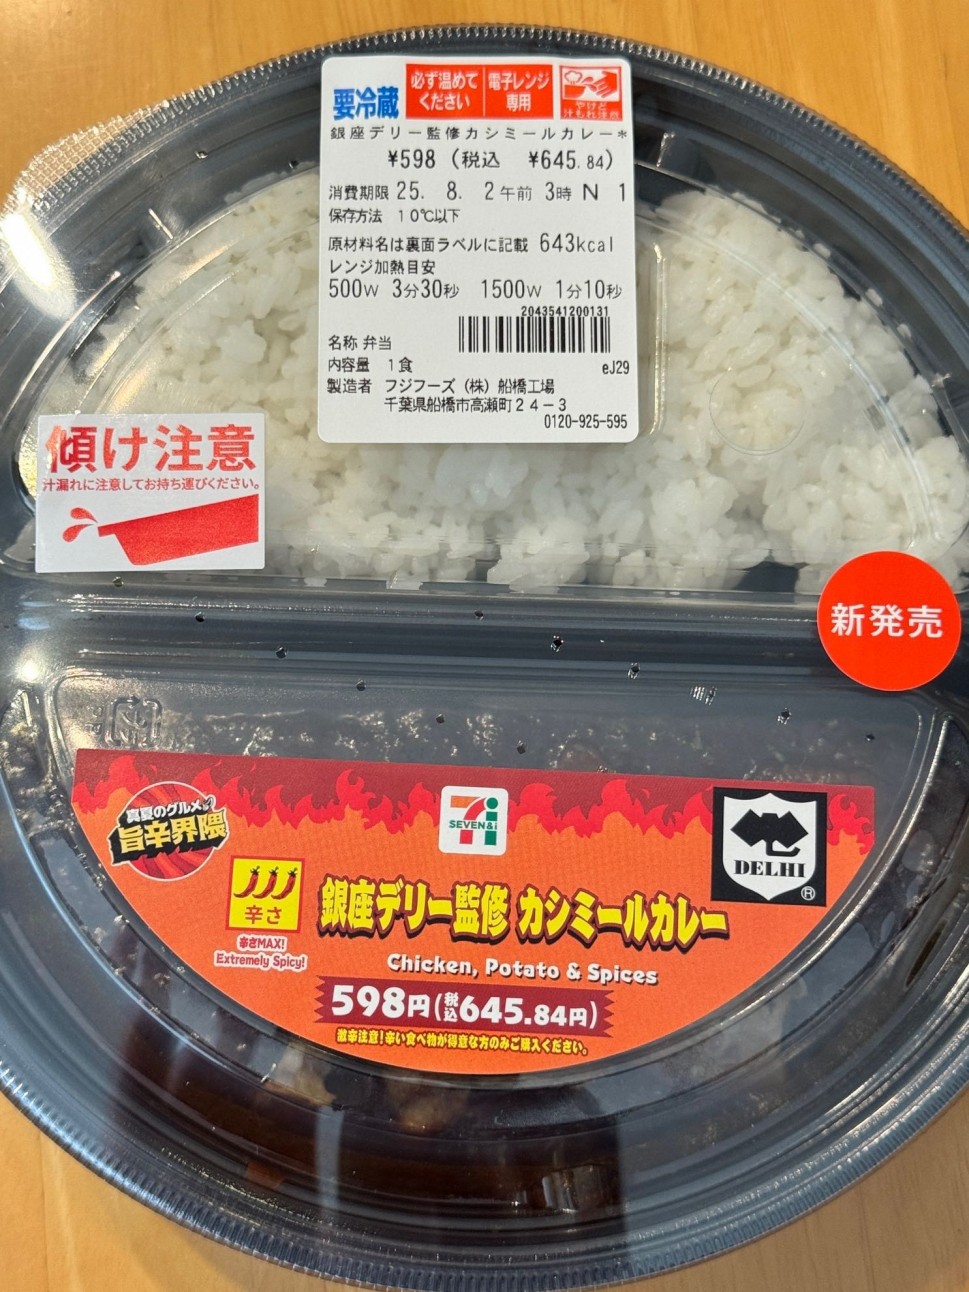 要冷蔵
必ず温めて
ください
電子レンジ
専用
やけど
汁もれ注意
銀座デリー監修カシミールカレー*
¥598 (税込 ¥645.84)
消費期限 25. 8. 2午前 3時 N 1
保存方法 10℃以下
原材料名は裏面ラベルに記載 643kcal
レンジ加熱目安
500W 3分30秒 1500W 1分10秒
2043541200131
名称 弁当
内容量 1食 eJ29
製造者 フジフーズ(株)船橋工場
千葉県船橋市高瀬町24-3
0120-925-595
傾け注意
汁漏れに注意してお持ち運びください。
新発売
真夏のグルメ
旨辛界隈
7i
SEVEN&i
DELHI
®
辛さ
辛さMAX!
Extremely Spicy!
銀座デリー監修 カシミールカレー
Chicken, Potato & Spices
598円(税込645.84円)
激辛注意!辛い食べ物が得意な方のみご購入ください。